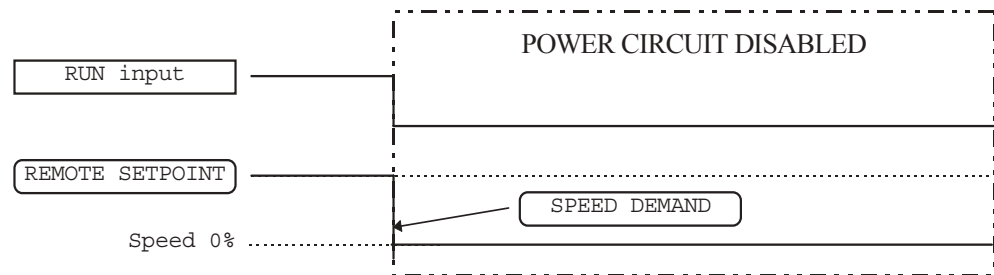 POWER CIRCUIT DISABLED
RUN input
REMOTE SETPOINT
SPEED DEMAND
Speed 0%